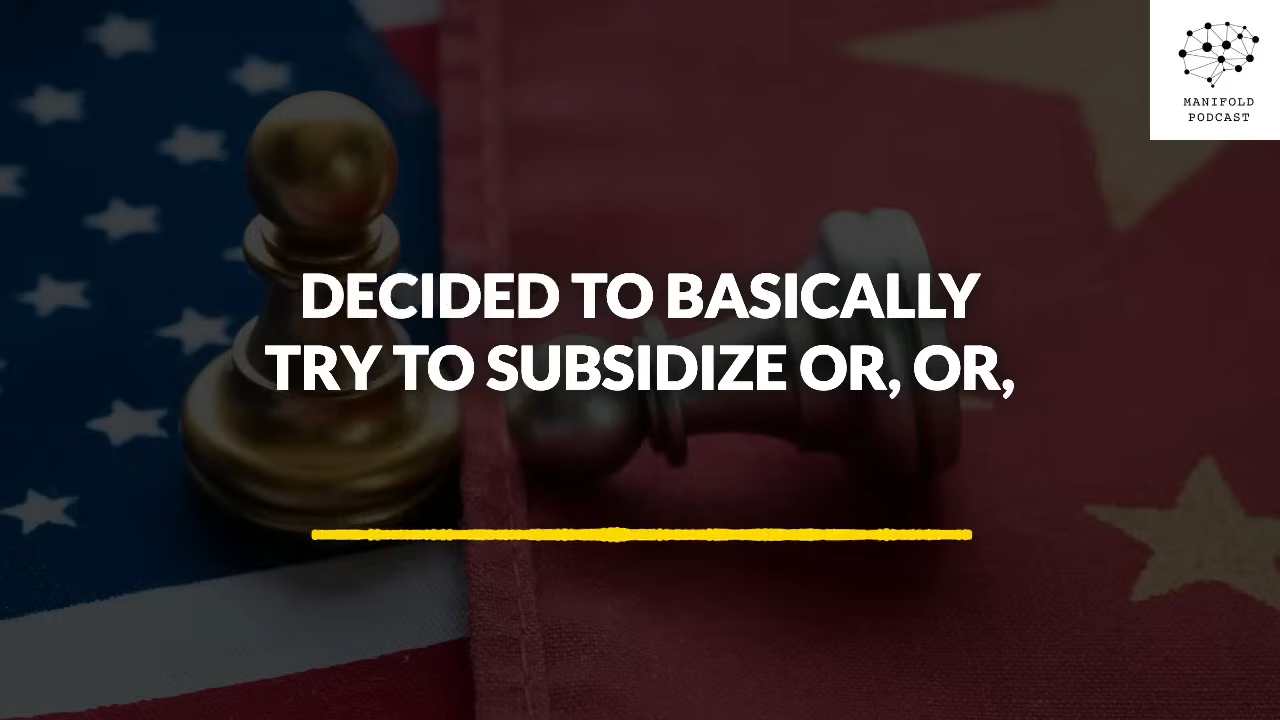 MANIFOLD
PODCAST
DECIDED TO BASICALLY
TRY TO SUBSIDIZE OR, OR,